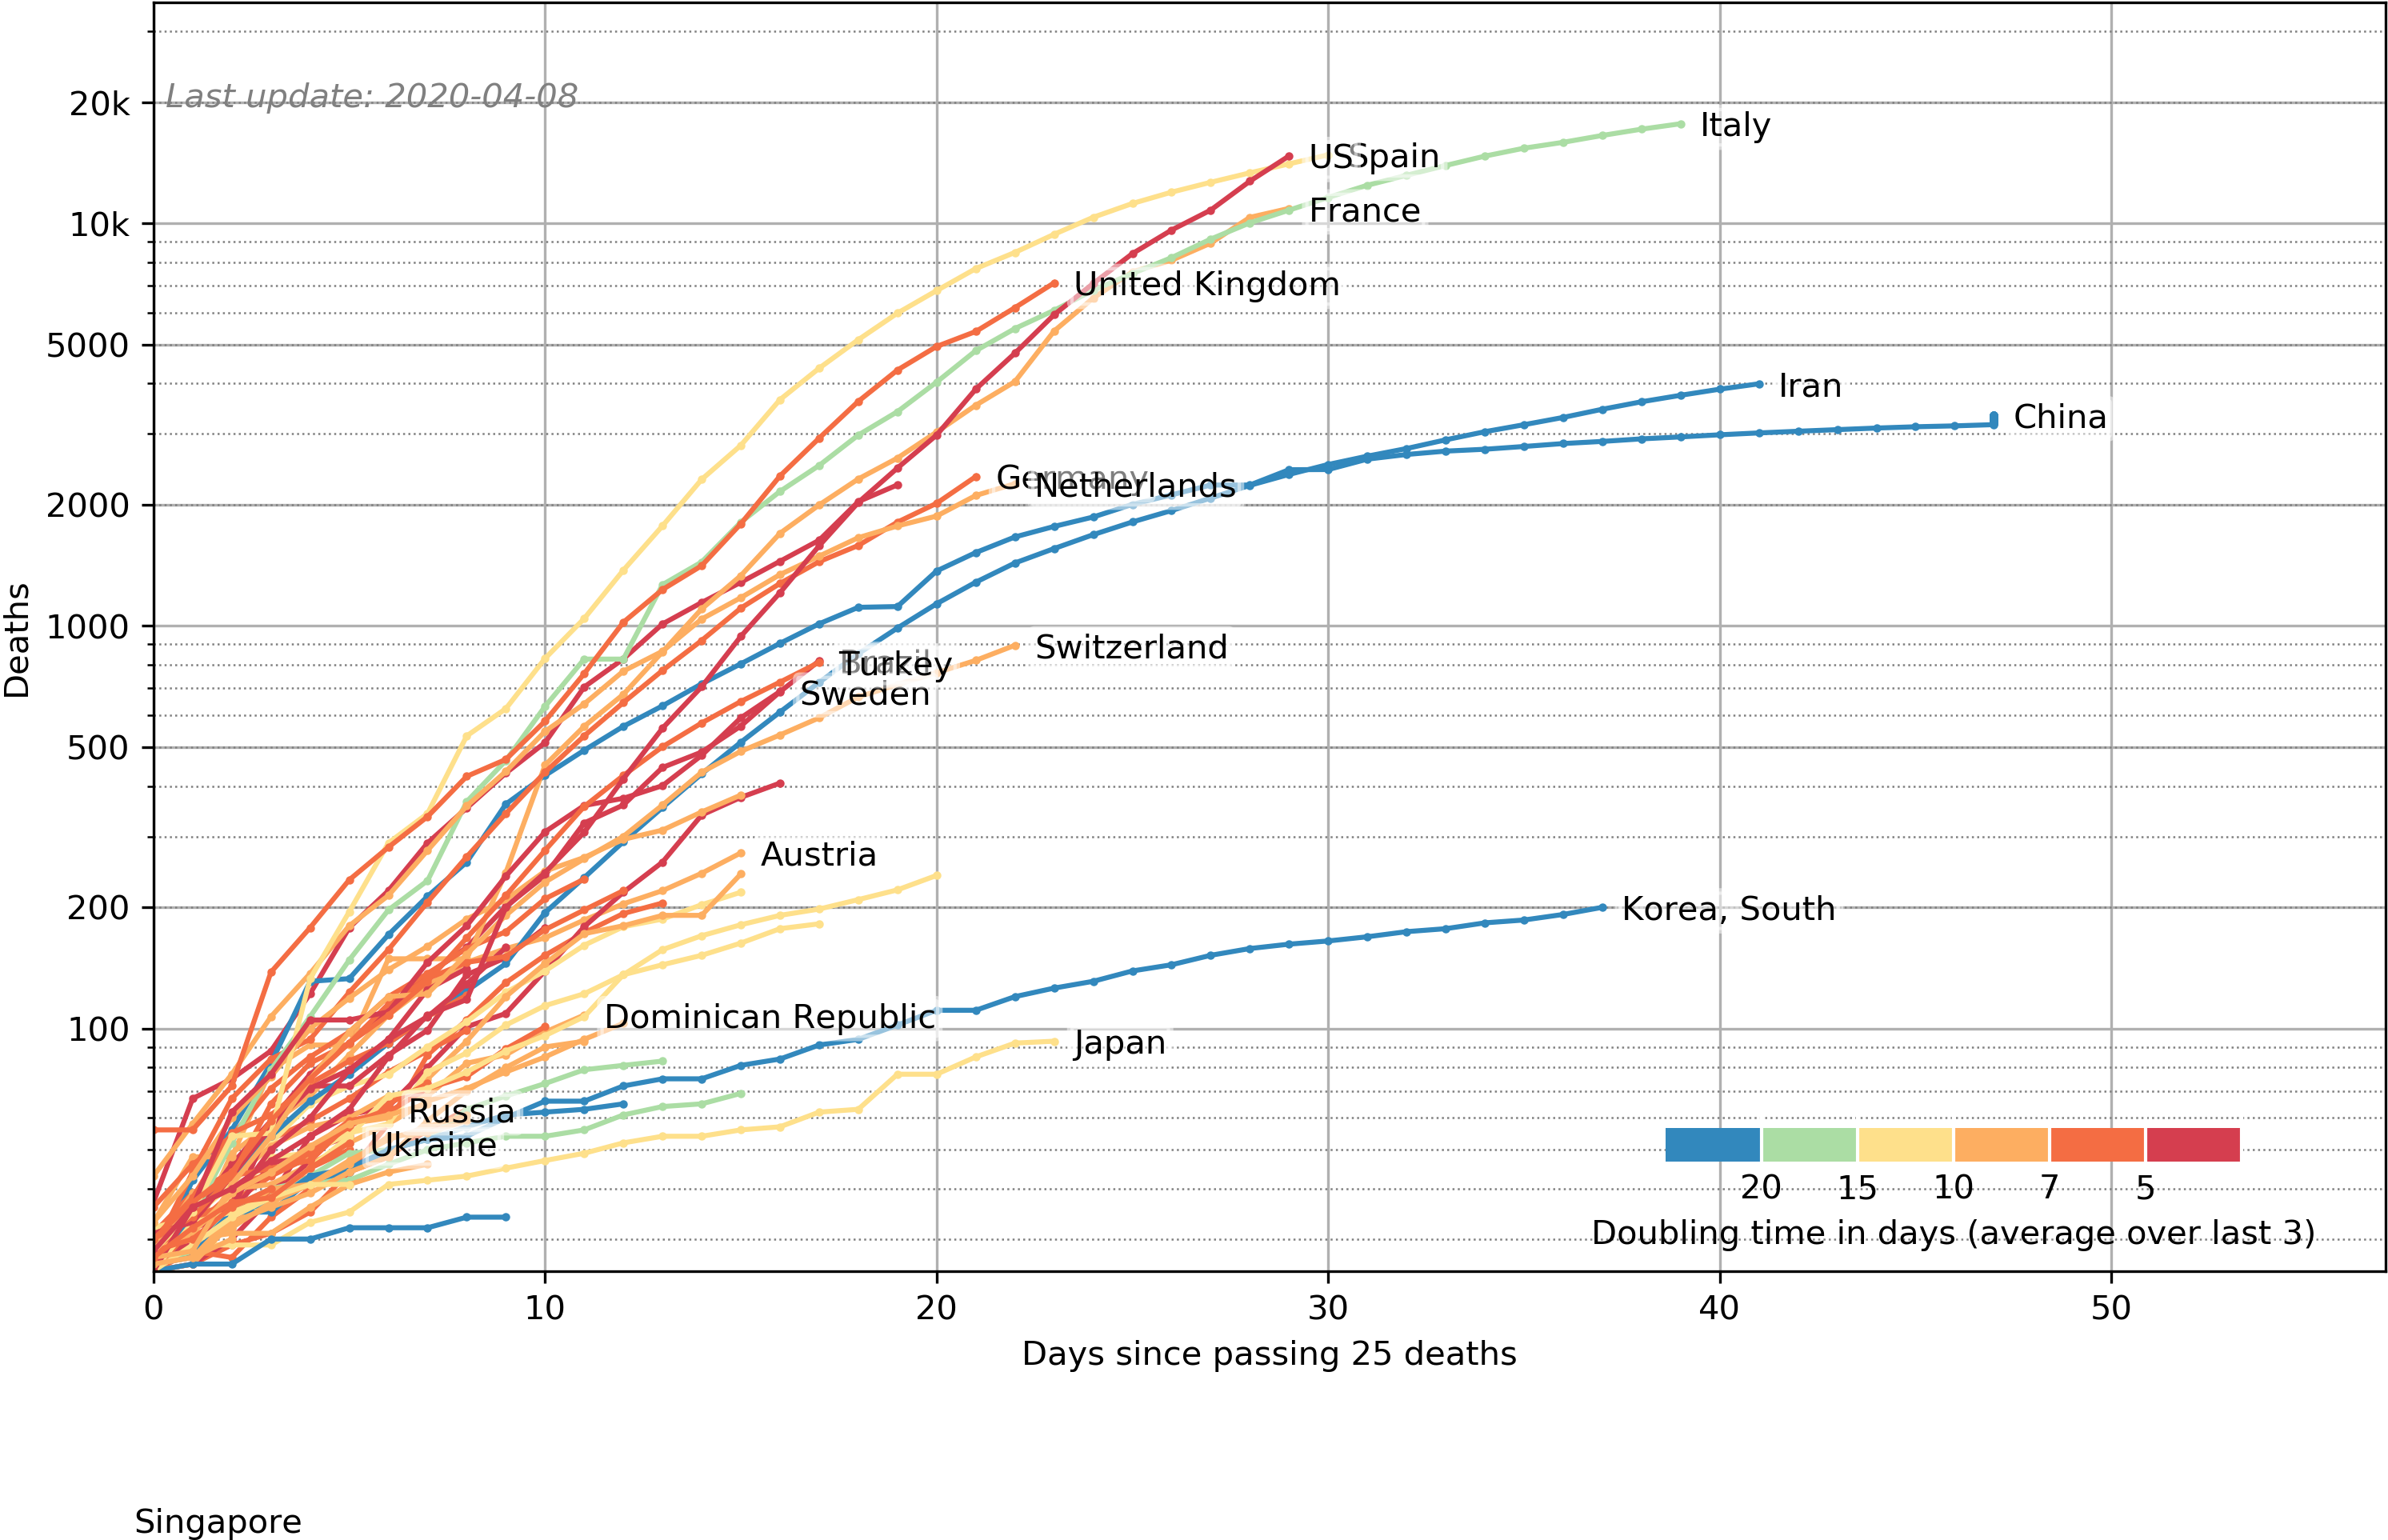 Last update: 2020-04-08
20k
10k
5000
2000
1000
500
200
100
Deaths
Italy
US
Spain
France
United Kingdom
Iran
China
Germany
Netherlands
Switzerland
Brazil
Turkey
Sweden
Austria
Korea, South
Dominican Republic
Japan
Russia
Ukraine
20 15 10 7 5
Doubling time in days (average over last 3)
0 10 20 30 40 50
Days since passing 25 deaths
Singapore